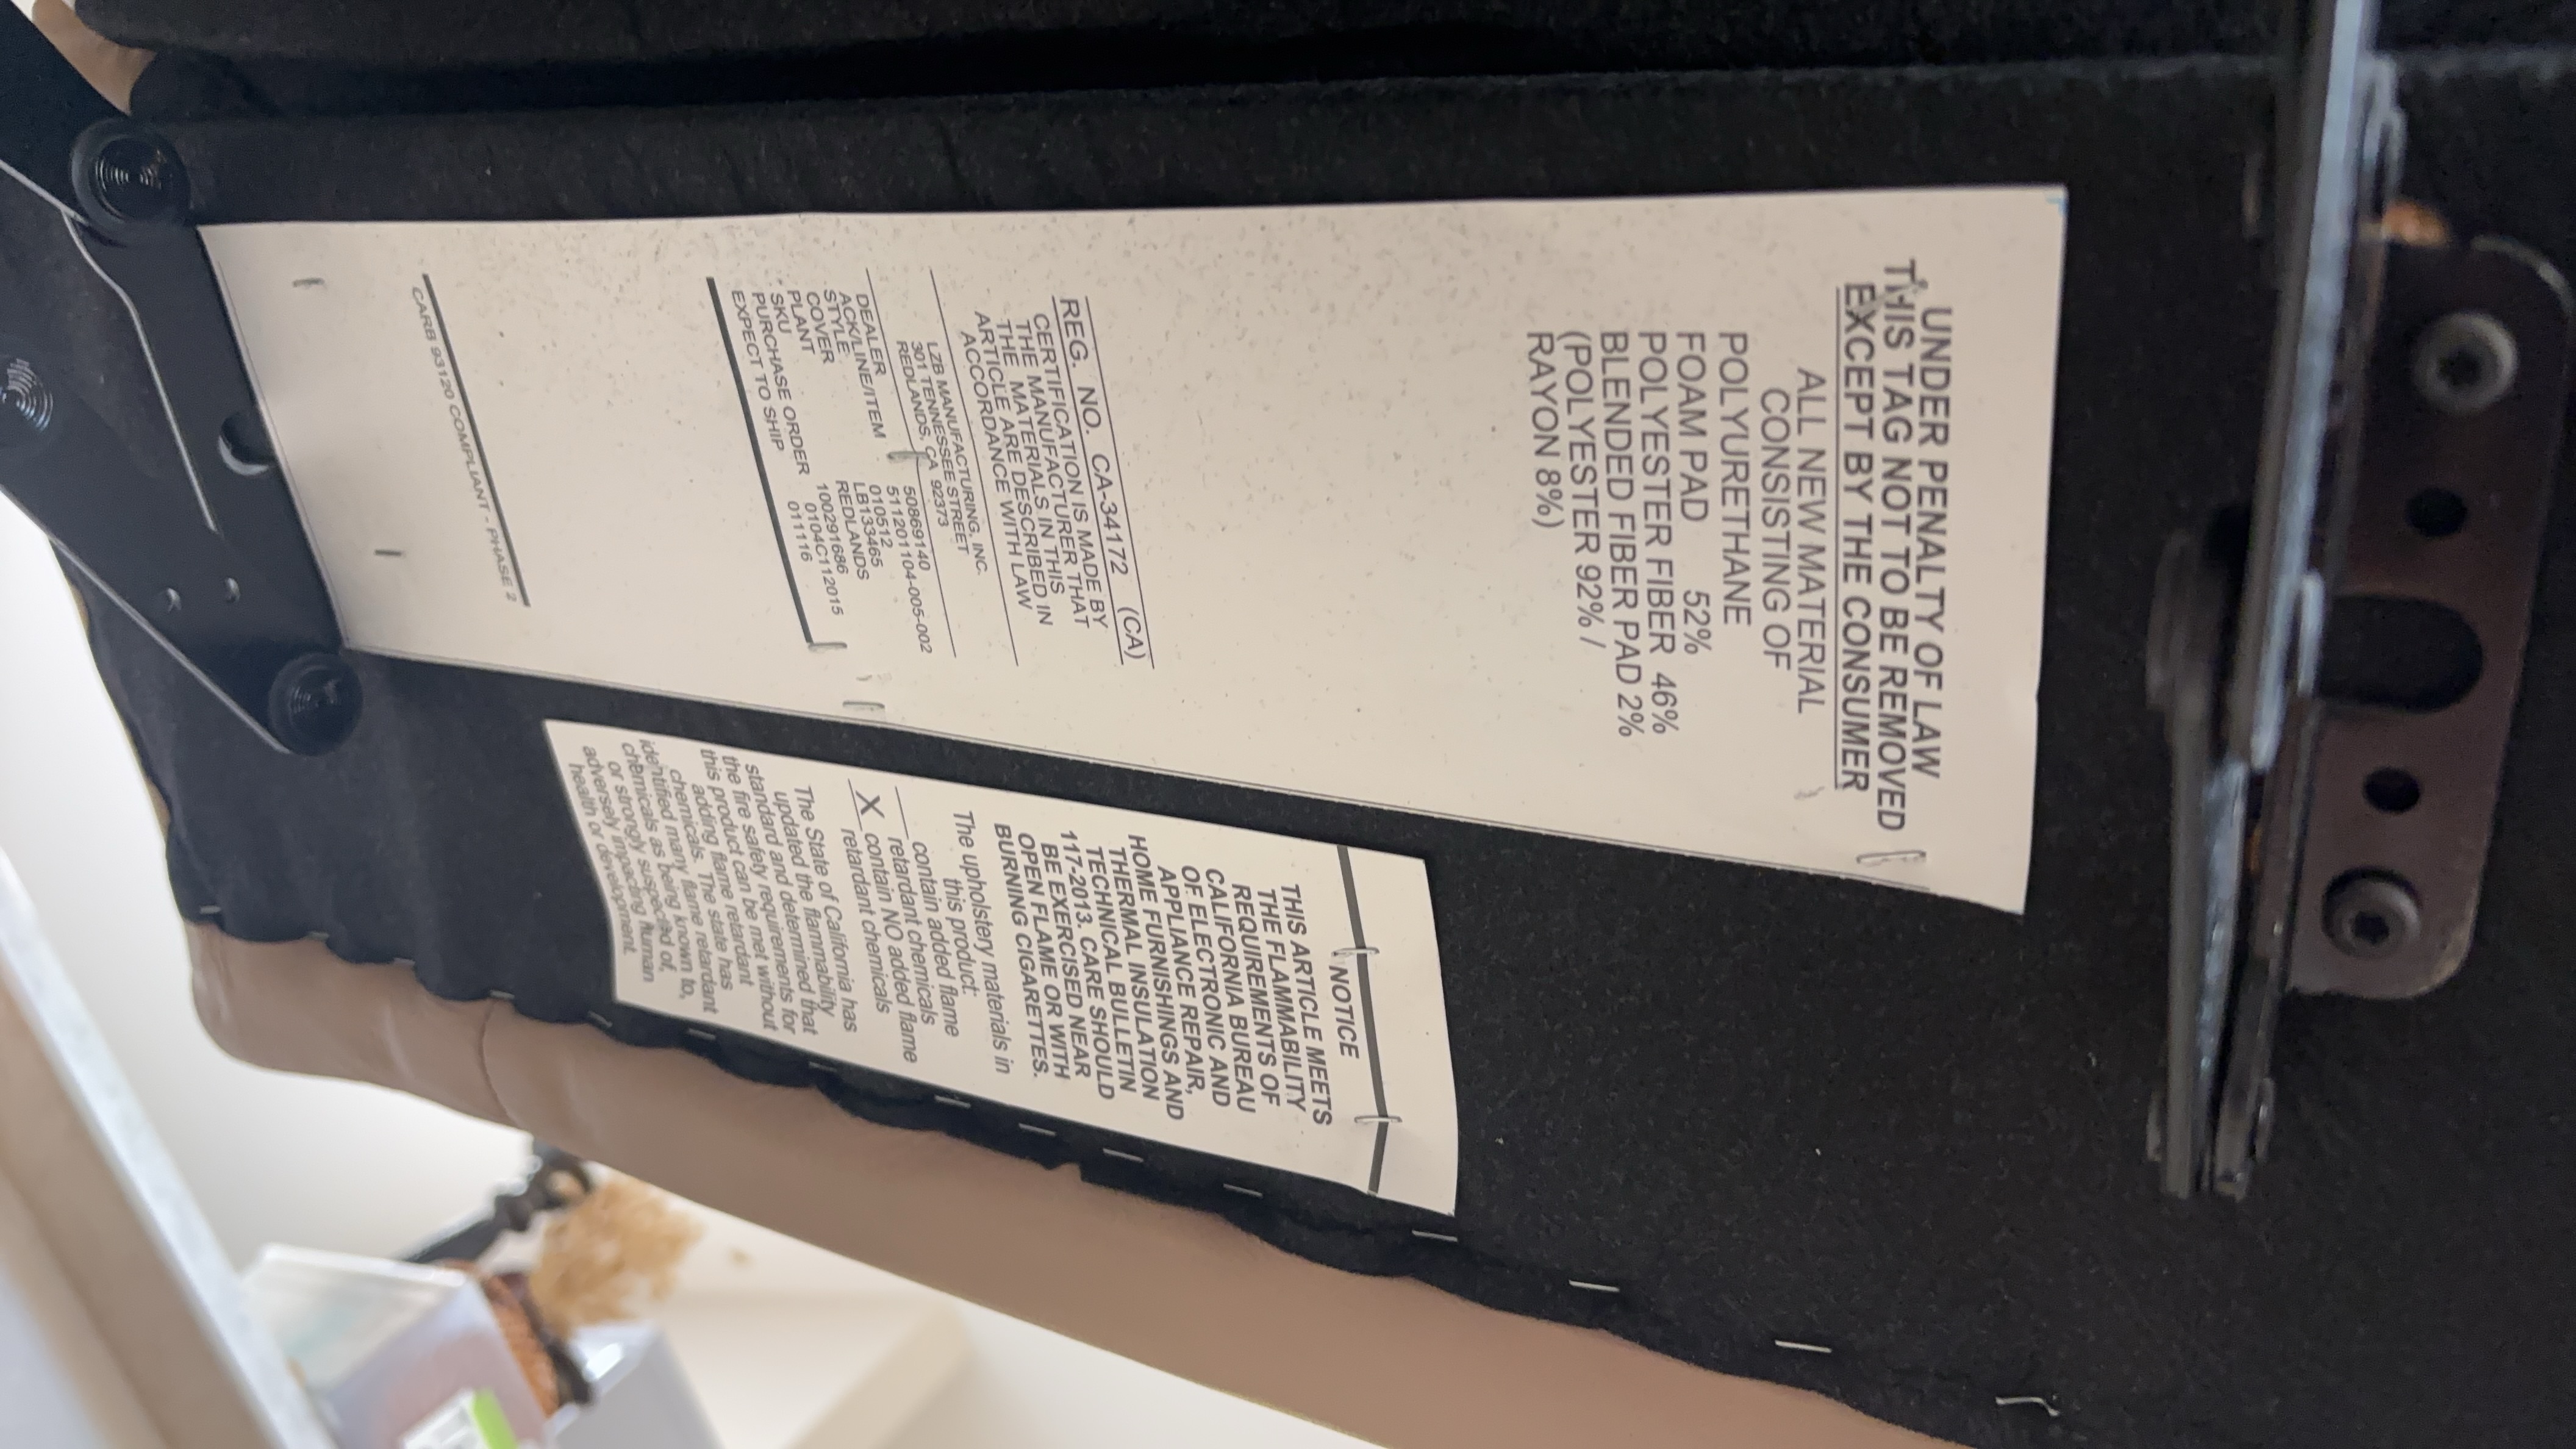 UNDER PENALTY OF LAW
THIS TAG NOT TO BE REMOVED
EXCEPT BY THE CONSUMER
ALL NEW MATERIAL
CONSISTING OF
POLYURETHANE
FOAM PAD 52%
POLYESTER FIBER 46%
BLENDED FIBER PAD 2%
(POLYESTER 92% /
RAYON 8%)
REG. NO. CA-34172 (CA)
CERTIFICATION IS MADE BY
THE MANUFACTURER THAT
THE MATERIALS IN THIS
ARTICLE ARE DESCRIBED IN
ACCORDANCE WITH LAW
LZB MANUFACTURING, INC.
301 TENNESSEE STREET
REDLANDS, CA 92373
DEALER 50869140
ACK/LINE/ITEM 511201104-005-002
STYLE 010512
COVER LB133465
PLANT REDLANDS
SKU 100291686
PURCHASE ORDER 0104C112015
EXPECT TO SHIP 011116
CARB 93120 COMPLIANT - PHASE 2
NOTICE
THIS ARTICLE MEETS
THE FLAMMABILITY
REQUIREMENTS OF
CALIFORNIA BUREAU
OF ELECTRONIC AND
APPLIANCE REPAIR,
HOME FURNISHINGS AND
THERMAL INSULATION
TECHNICAL BULLETIN
117-2013. CARE SHOULD
BE EXERCISED NEAR
OPEN FLAME OR WITH
BURNING CIGARETTES.
The upholstery materials in
this product:
___ contain added flame
retardant chemicals
_X_ contain NO added flame
retardant chemicals
The State of California has
updated the flammability
standard and determined that
the fire safety requirements for
this product can be met without
adding flame retardant
chemicals. The state has
identified many flame retardant
chemicals as being known to,
or strongly suspected of,
adversely impacting human
health or development.